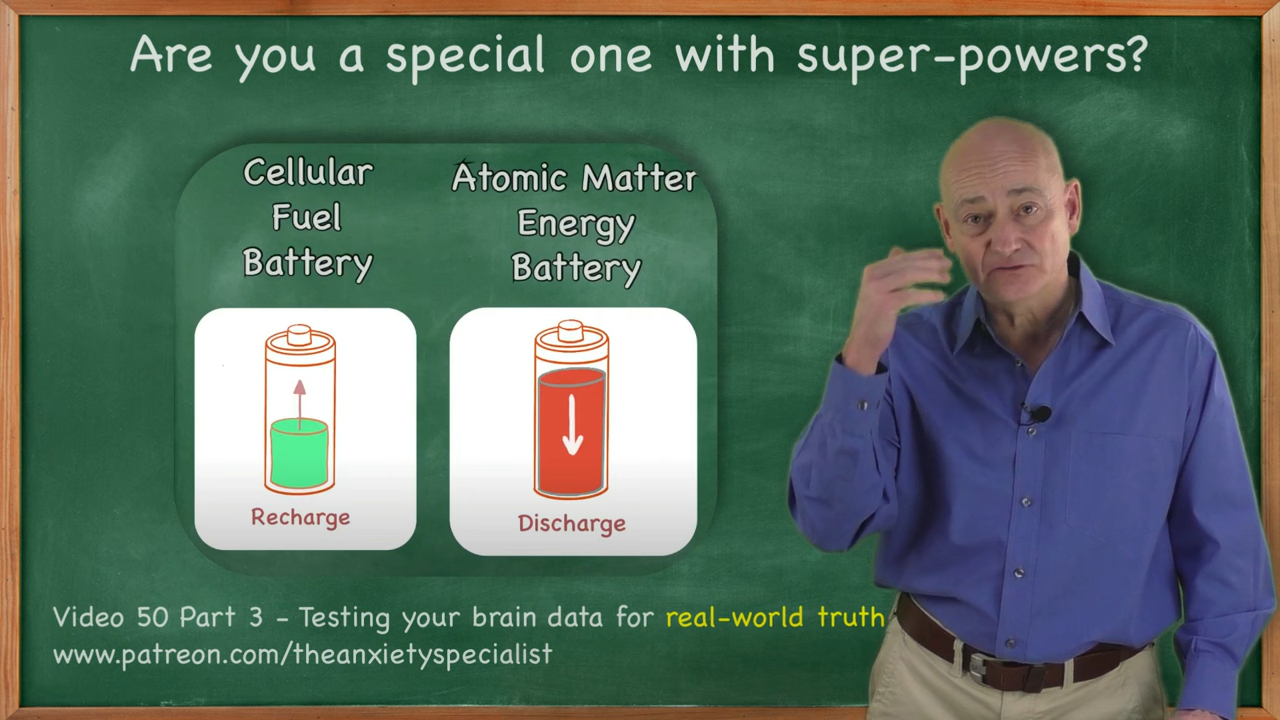 Are you a special one with super-powers?
Cellular
Fuel
Battery
Atomic Matter
Energy
Battery
Recharge
Discharge
Video 50 Part 3 - Testing your brain data for real-world truth
www.patreon.com/theanxietyspecialist